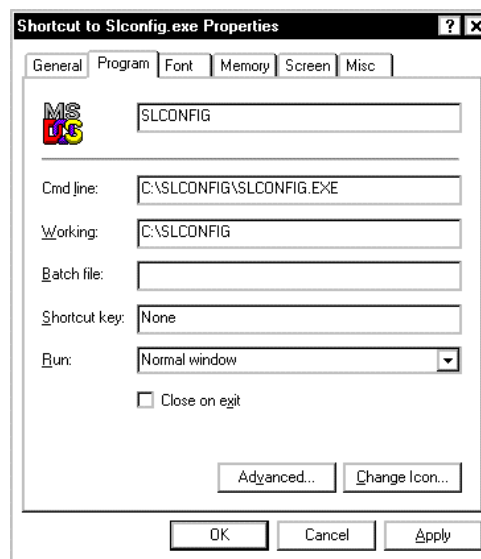 Shortcut to Slconfig.exe Properties
General Program Font Memory Screen Misc
MS
DOS
SLCONFIG
Cmd line: C:\SLCONFIG\SLCONFIG.EXE
Working: C:\SLCONFIG
Batch file:
Shortcut key: None
Run: Normal window
Close on exit
Advanced... Change Icon...
OK Cancel Apply